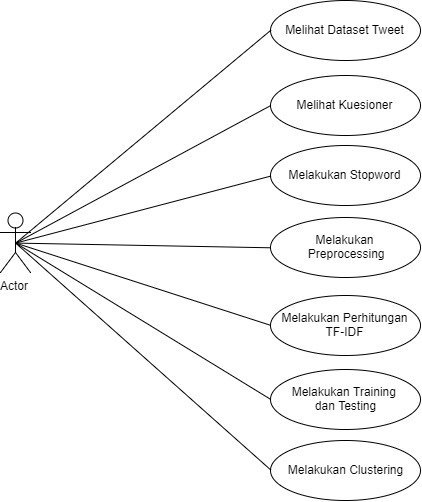 Melihat Dataset Tweet
Melihat Kuesioner
Melakukan Stopword
Melakukan
Preprocessing
Actor
Melakukan Perhitungan
TF-IDF
Melakukan Training
dan Testing
Melakukan Clustering